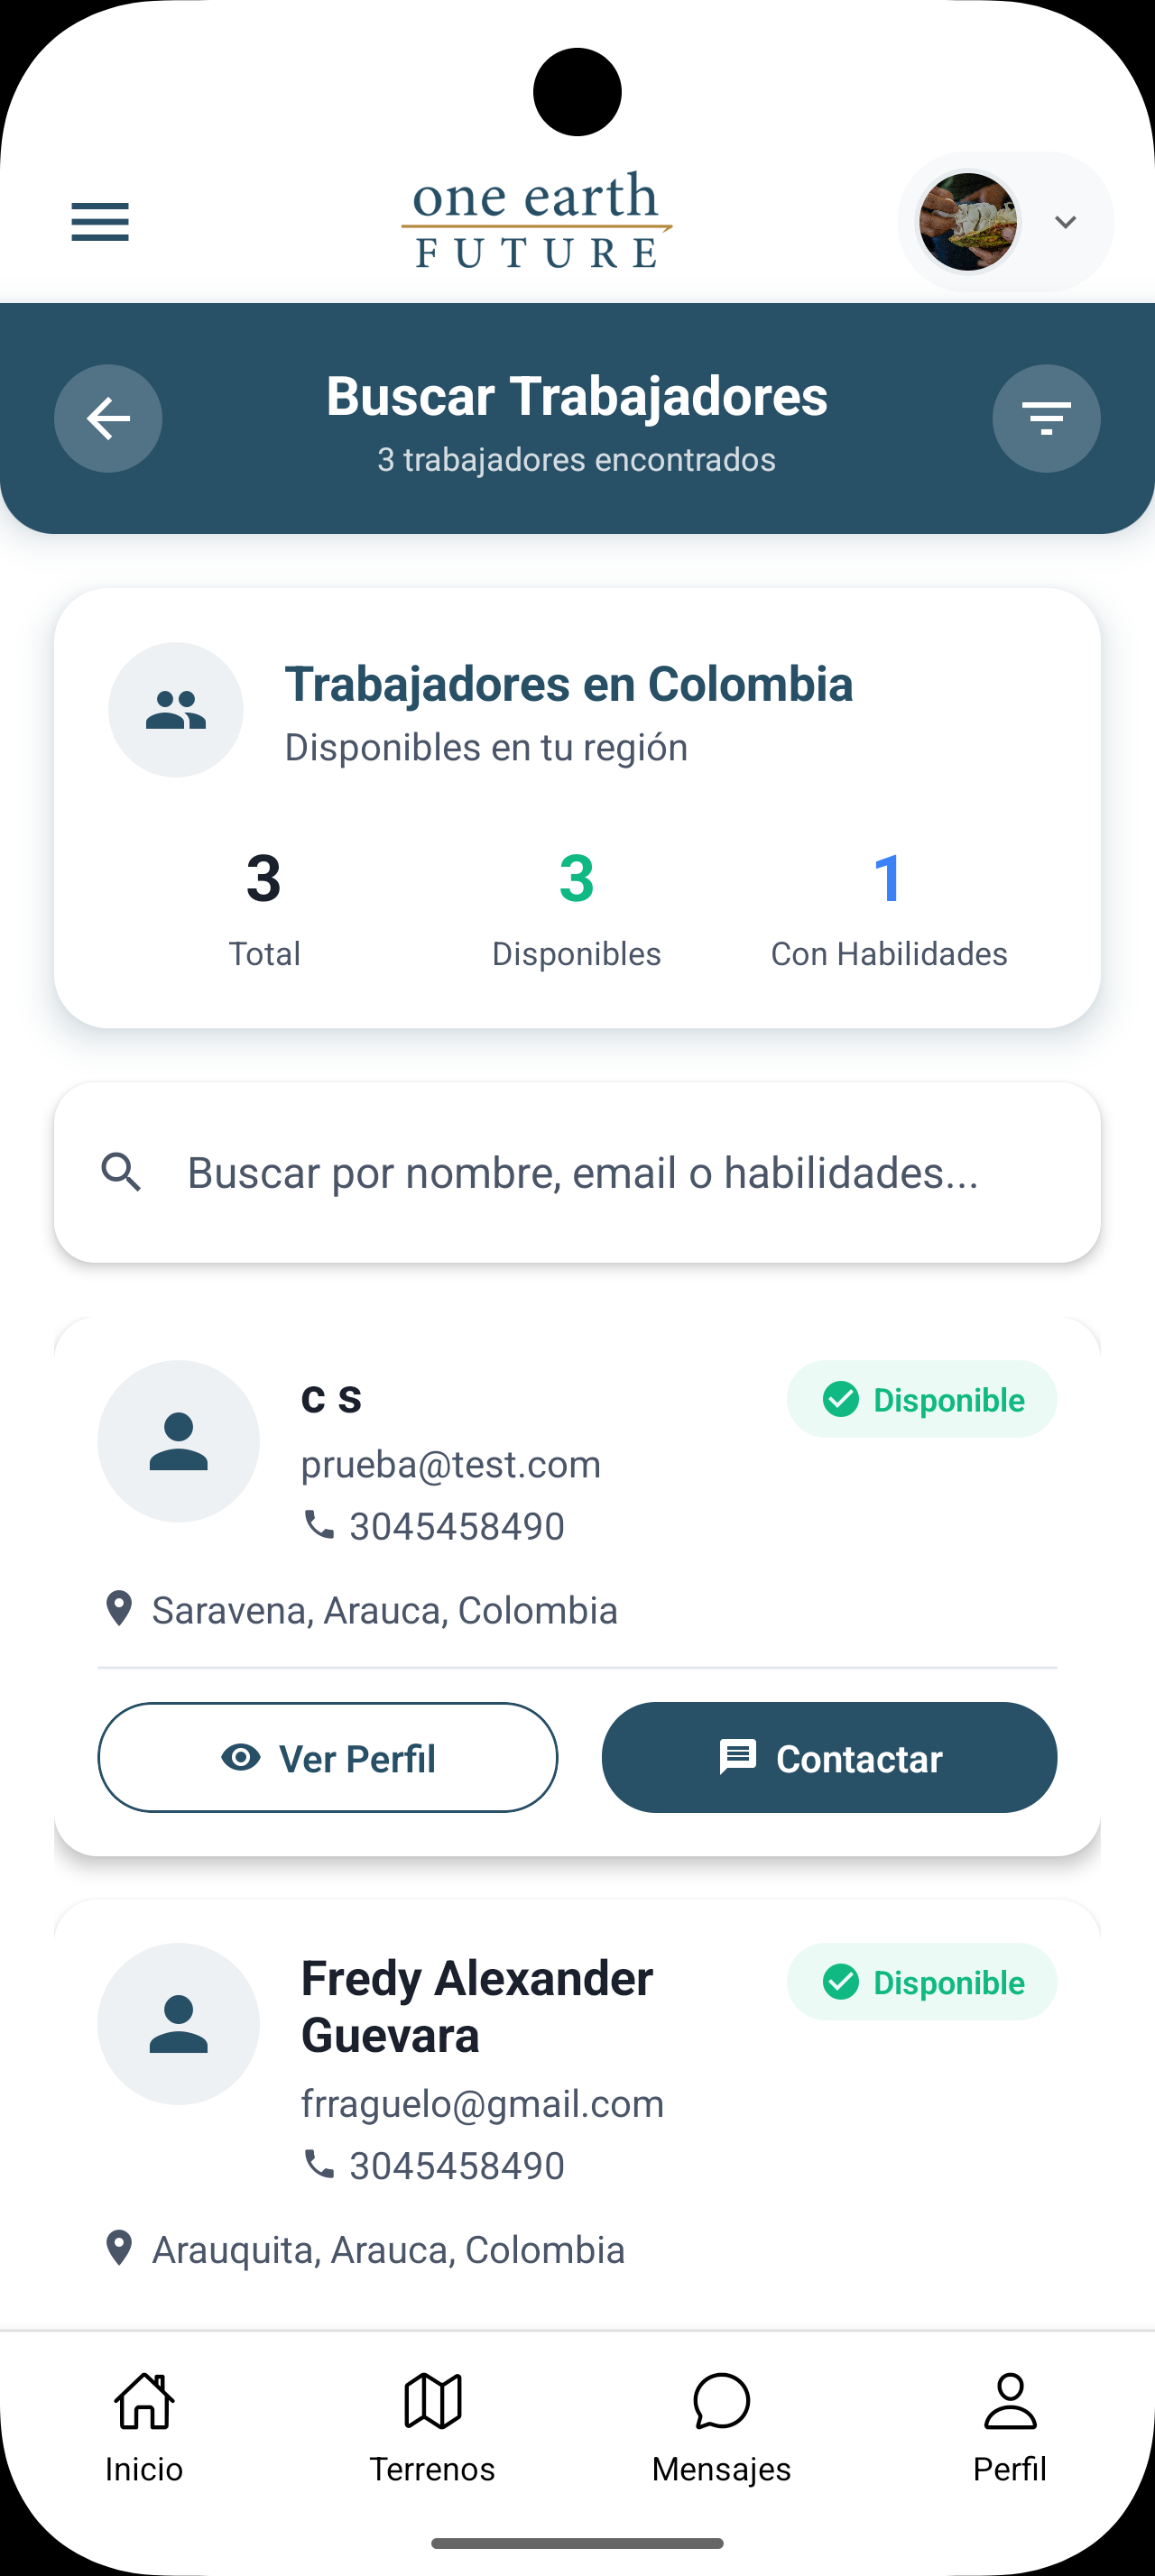 one earth
FUTURE
Buscar Trabajadores
3 trabajadores encontrados
Trabajadores en Colombia
Disponibles en tu región
3
Total
3
Disponibles
1
Con Habilidades
Buscar por nombre, email o habilidades...
c s
Disponible
prueba@test.com
3045458490
Saravena, Arauca, Colombia
Ver Perfil
Contactar
Fredy Alexander
Guevara
Disponible
frraguelo@gmail.com
3045458490
Arauquita, Arauca, Colombia
Inicio
Terrenos
Mensajes
Perfil